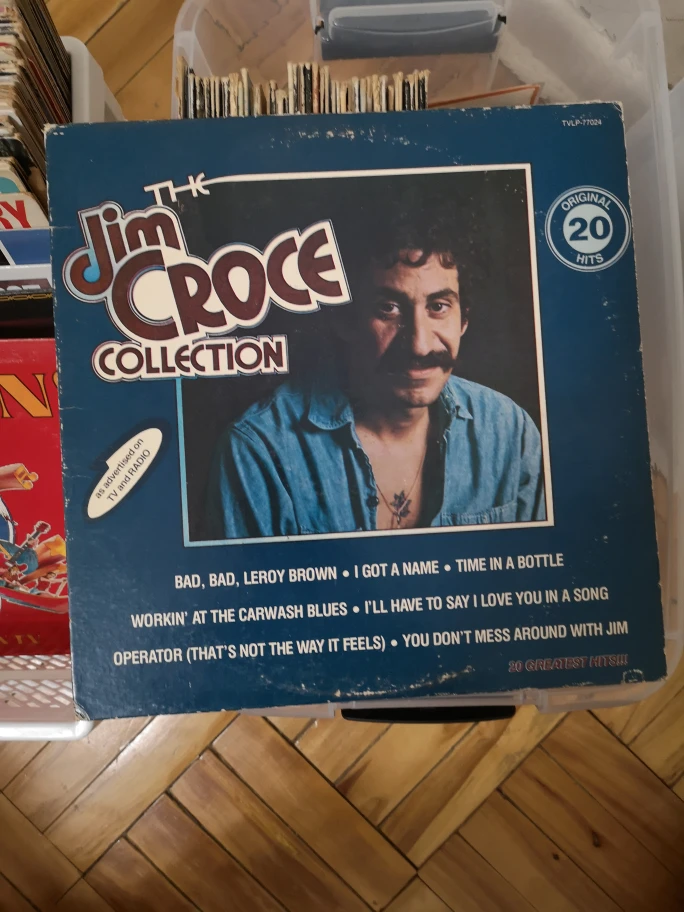 TVLP-77024
THE
Jim
CROCE
COLLECTION
ORIGINAL
20
HITS
as advertised on
TV and RADIO
BAD, BAD, LEROY BROWN • I GOT A NAME • TIME IN A BOTTLE
WORKIN' AT THE CARWASH BLUES • I'LL HAVE TO SAY I LOVE YOU IN A SONG
OPERATOR (THAT'S NOT THE WAY IT FEELS) • YOU DON'T MESS AROUND WITH JIM
20 GREATEST HITS!!!